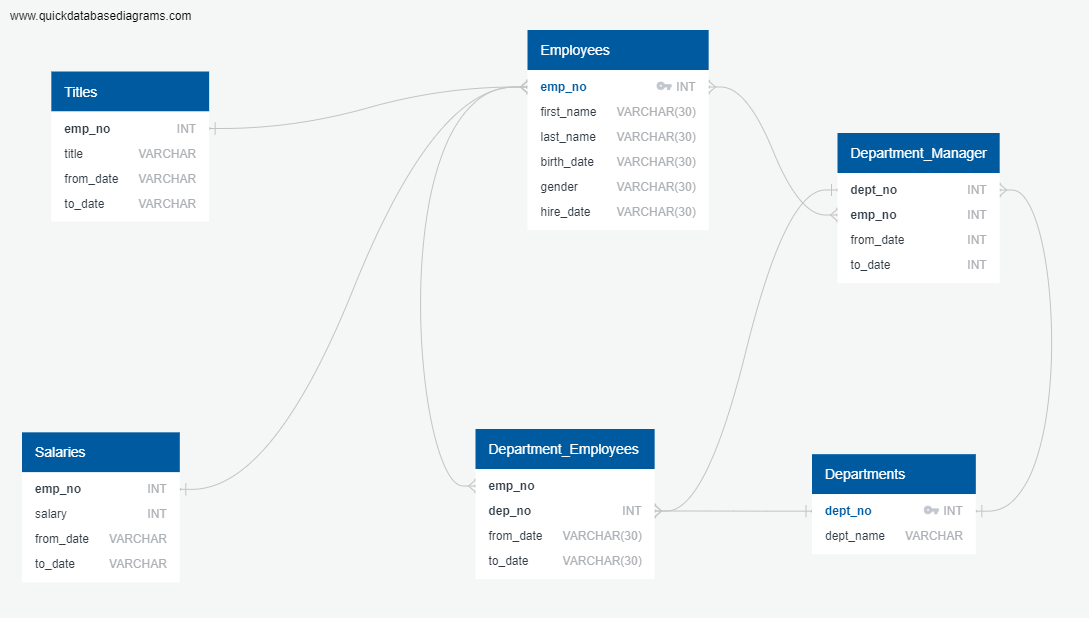 www.quickdatabasediagrams.com
Employees
emp_no INT
first_name VARCHAR(30)
last_name VARCHAR(30)
birth_date VARCHAR(30)
gender VARCHAR(30)
hire_date VARCHAR(30)
Titles
emp_no INT
title VARCHAR
from_date VARCHAR
to_date VARCHAR
Department_Manager
dept_no INT
emp_no INT
from_date INT
to_date INT
Salaries
emp_no INT
salary INT
from_date VARCHAR
to_date VARCHAR
Department_Employees
emp_no
dep_no INT
from_date VARCHAR(30)
to_date VARCHAR(30)
Departments
dept_no INT
dept_name VARCHAR